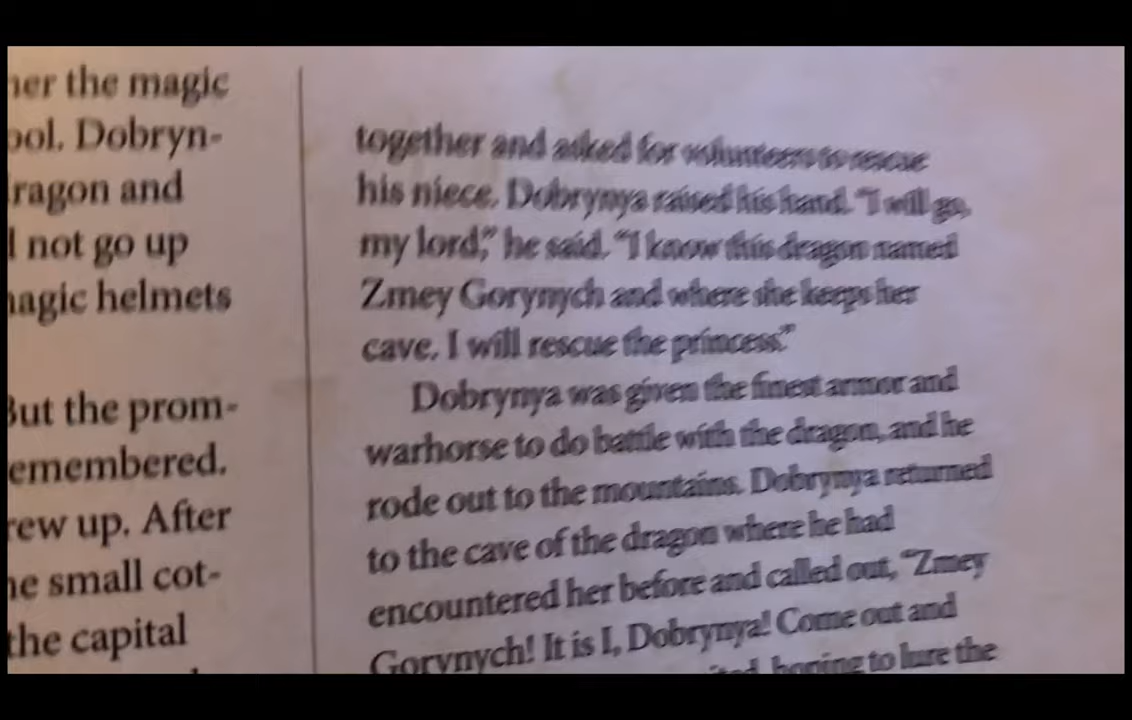 her the magic
ool. Dobryn-
ragon and
l not go up
nagic helmets
But the prom-
emembered.
rew up. After
he small cot-
the capital
together and asked for volunteers to rescue
his niece. Dobrynya raised his hand. “I will go,
my lord,” he said. “I know this dragon named
Zmey Gorynych and where she keeps her
cave. I will rescue the princess.”
Dobrynya was given the finest armor and
warhorse to do battle with the dragon, and he
rode out to the mountains. Dobrynya returned
to the cave of the dragon where he had
encountered her before and called out, “Zmey
Gorynych! It is I, Dobrynya! Come out and
hoping to lure the